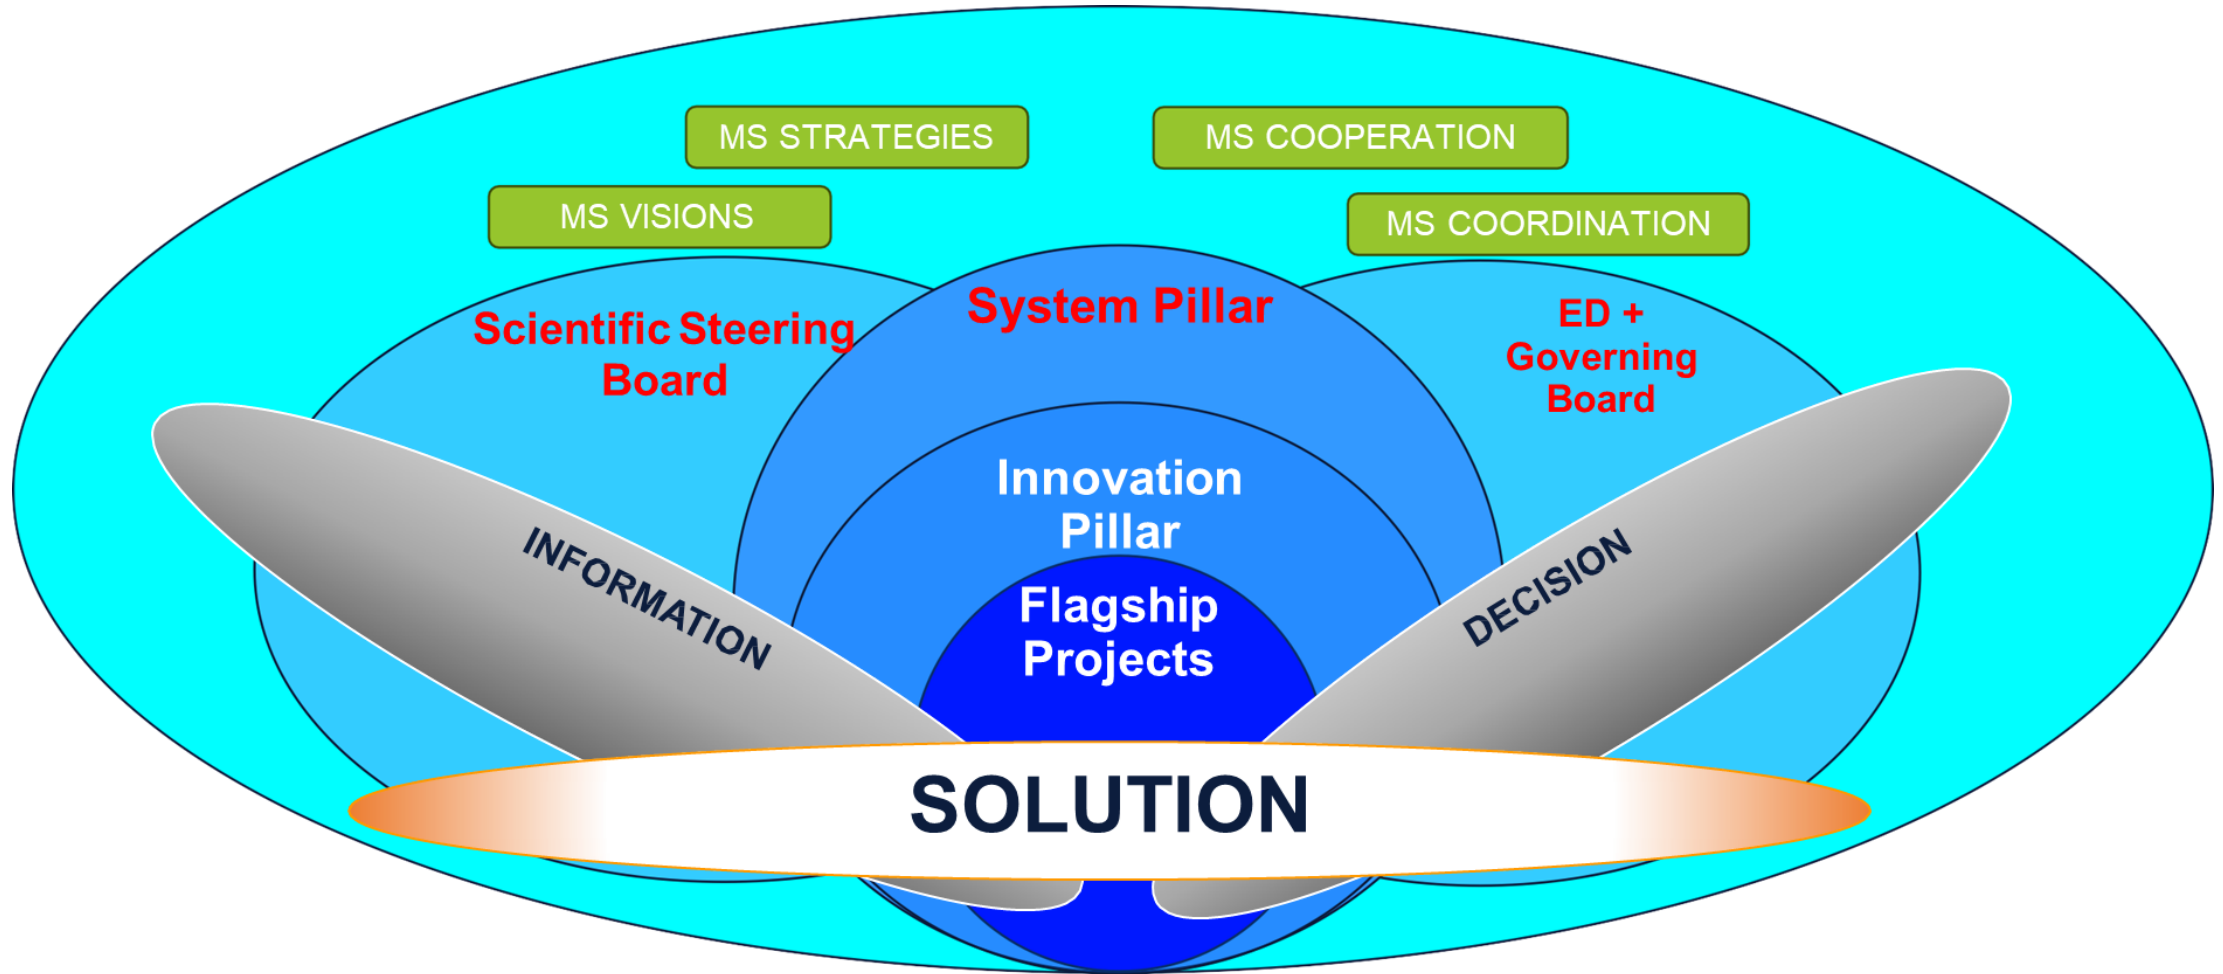 MS STRATEGIES
MS COOPERATION
MS VISIONS
MS COORDINATION
Scientific Steering
Board
System Pillar
ED +
Governing
Board
Innovation
Pillar
Flagship
Projects
INFORMATION
DECISION
SOLUTION